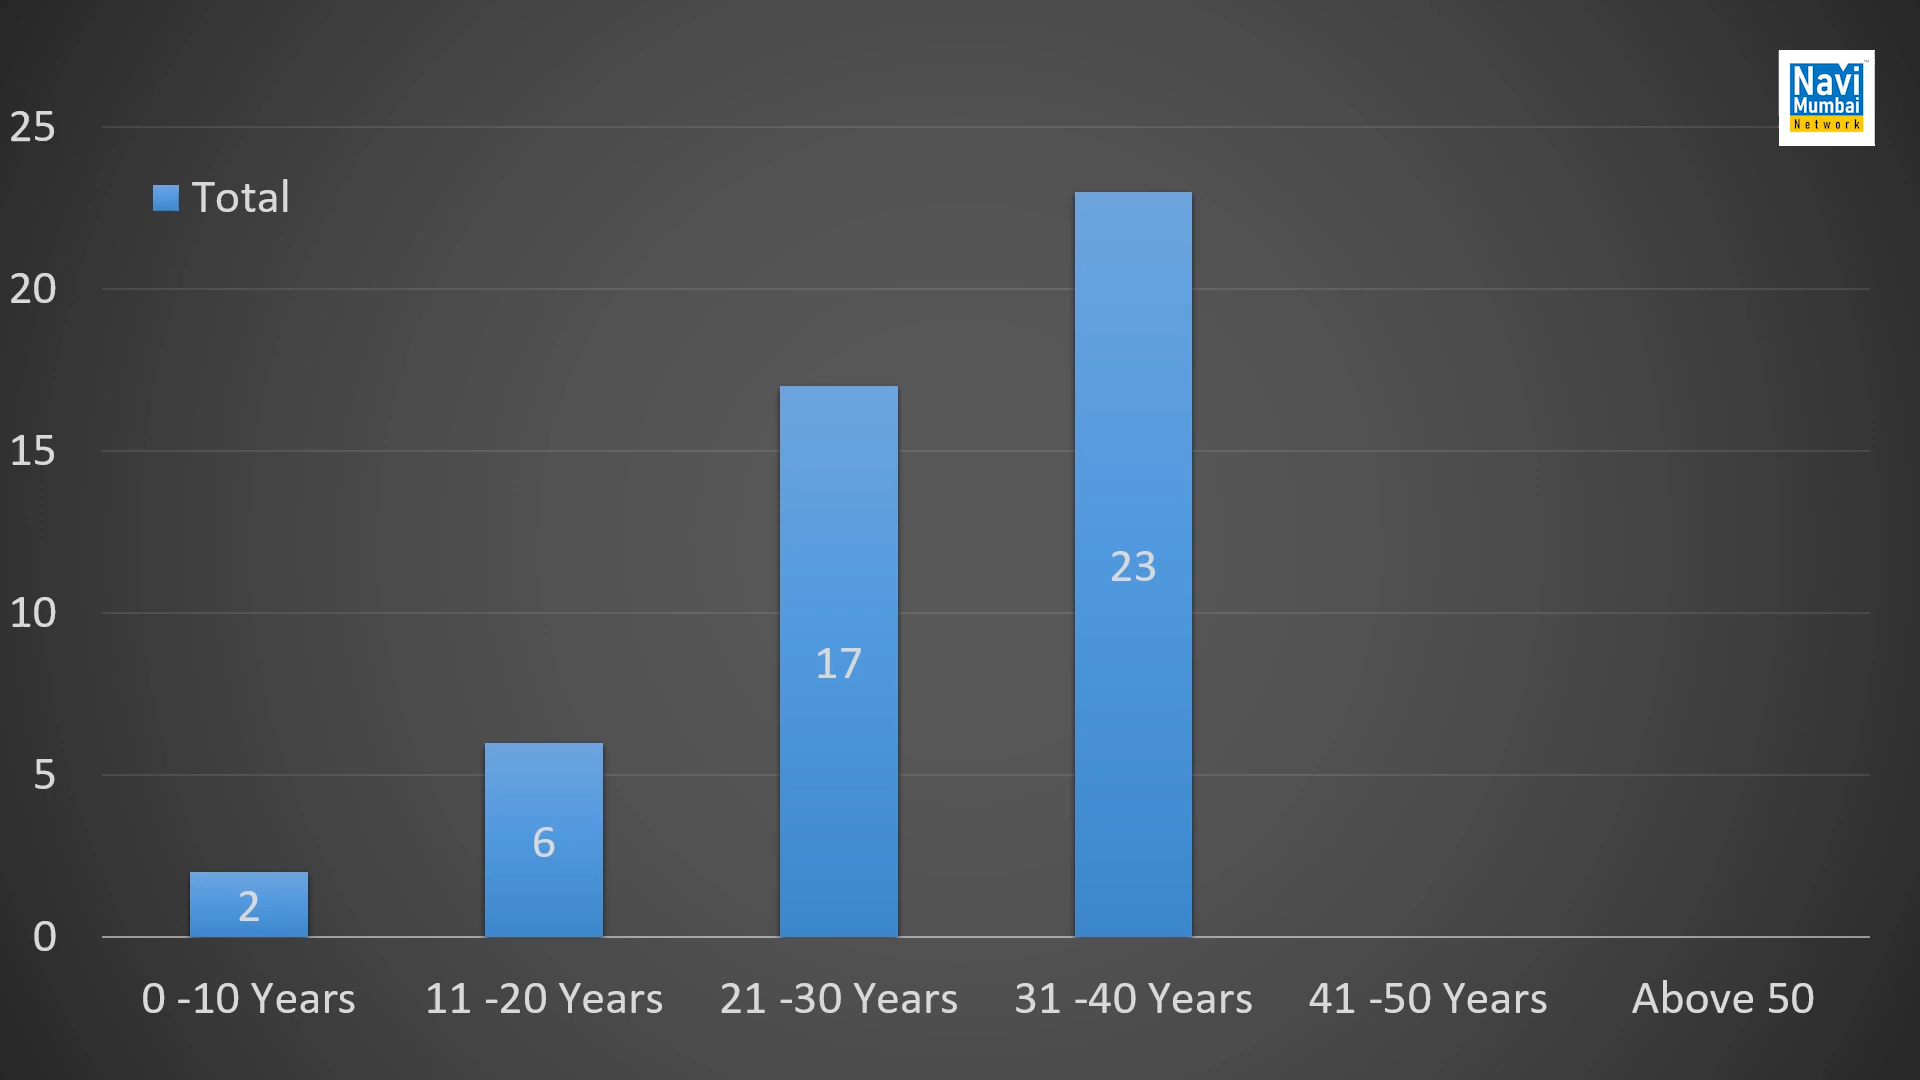 Navi
Mumbai
Network
25
Total
20
15
10
5
0
23
17
6
2
0 -10 Years
11 -20 Years
21 -30 Years
31 -40 Years
41 -50 Years
Above 50